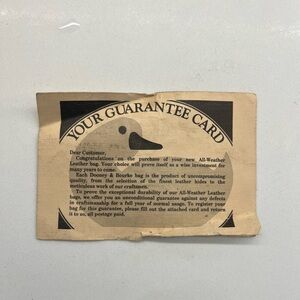 YOUR GUARANTEE CARD
Dear Customer,
Congratulations on the purchase of your new All-Weather
Leather bag. Your choice will prove itself as a wise investment for
many years to come.
Each Dooney & Bourke bag is the product of uncompromising
quality, from the selection of the finest leather hides to the
meticulous work of our craftsmen.
To prove the exceptional durability of our All-Weather Leather
bags, we offer you an unconditional guarantee against any defects
in craftsmanship for a full year of normal usage. To register your
bag for this guarantee, please fill out the attached card and return
it to us, all postage paid.